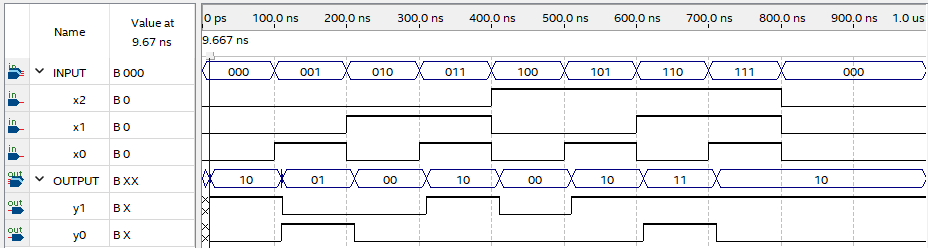 Name
Value at
9.67 ns
0 ps 100.0 ns 200.0 ns 300.0 ns 400.0 ns 500.0 ns 600.0 ns 700.0 ns 800.0 ns 900.0 ns 1.0 us
9.667 ns
in INPUT B 000 000 001 010 011 100 101 110 111 000
in x2 B 0
in x1 B 0
in x0 B 0
out OUTPUT B XX 10 01 00 10 00 10 11 10
out y1 B X
out y0 B X